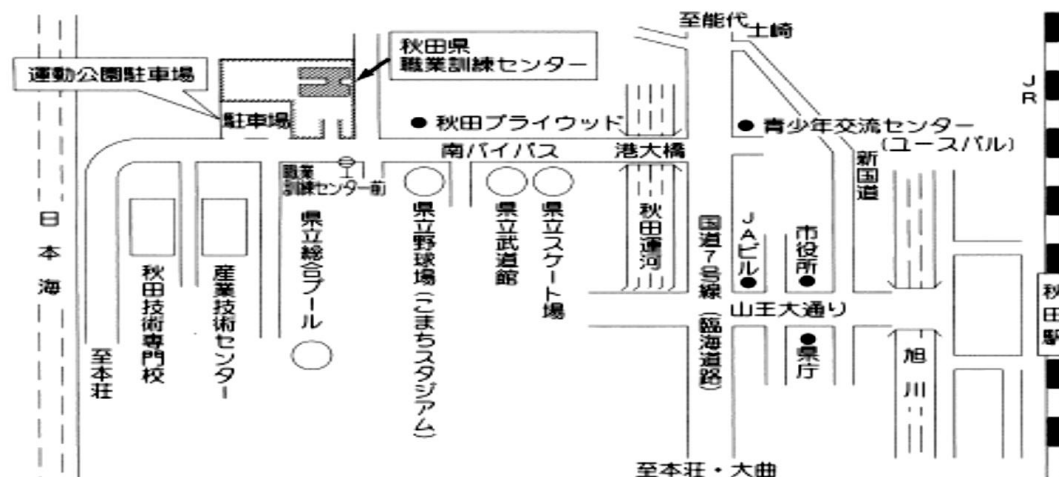 至能代
土崎
秋田県
職業訓練センター
運動公園駐車場
駐車場
JR
秋田プライウッド
青少年交流センター
(ユースパル)
南バイパス
港大橋
新国道
職業
訓練センター前
日本海
秋田運河
国道7号線(臨海道路)
JAビル
市役所
県立総合プール
県立野球場(こまちスタジアム)
県立武道館
県立スケート場
秋田技術専門校
産業技術センター
山王大通り
秋田駅
至本荘
県庁
旭川
至本荘・大曲